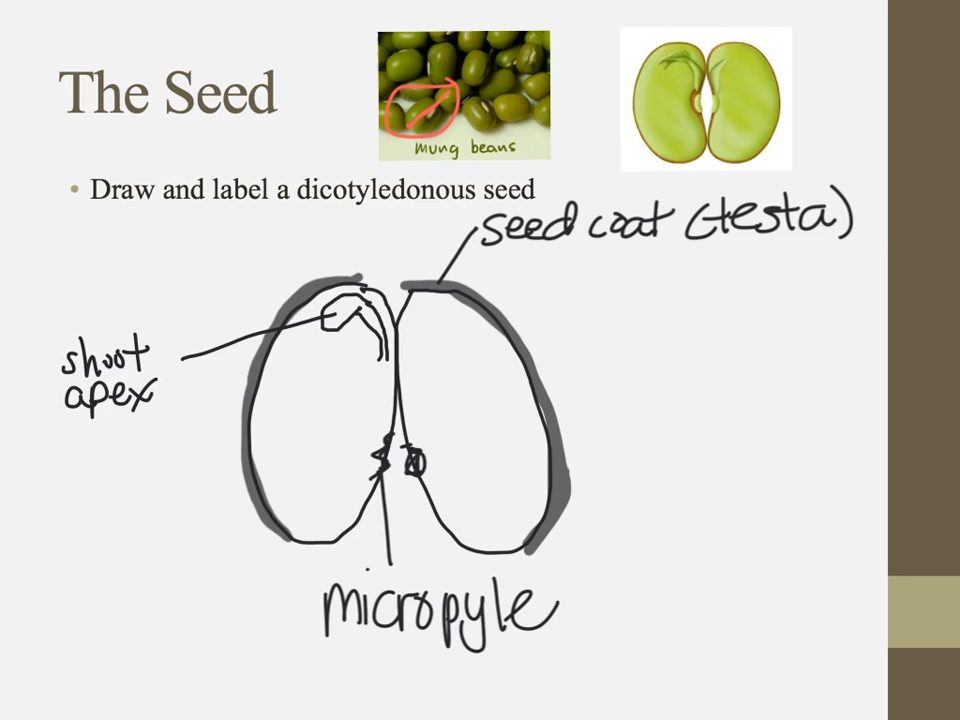 The Seed
mung beans
• Draw and label a dicotyledonous seed
seed coat (testa)
shoot
apex
micropyle